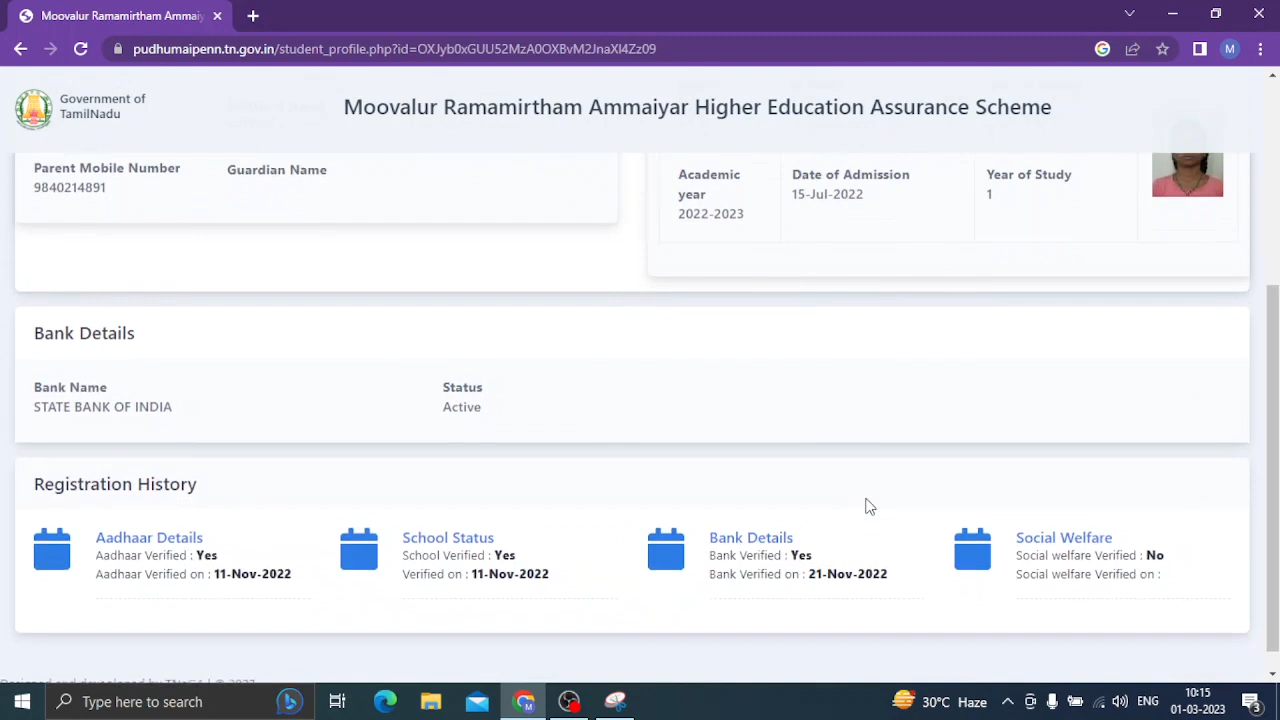 Moovalur Ramamirtham Ammaiy
pudhumaipenn.tn.gov.in/student_profile.php?id=OXJyb0xGUU52MzA0OXBvM2JnaXl4Zz09
M
Government of
TamilNadu
Moovalur Ramamirtham Ammaiyar Higher Education Assurance Scheme
Parent Mobile Number
9840214891
Guardian Name
Academic
year
2022-2023
Date of Admission
15-Jul-2022
Year of Study
1
Bank Details
Bank Name
STATE BANK OF INDIA
Status
Active
Registration History
Aadhaar Details
Aadhaar Verified : Yes
Aadhaar Verified on : 11-Nov-2022
School Status
School Verified : Yes
Verified on : 11-Nov-2022
Bank Details
Bank Verified : Yes
Bank Verified on : 21-Nov-2022
Social Welfare
Social welfare Verified : No
Social welfare Verified on :
Type here to search
30°C Haze
ENG
10:15
01-03-2023
3